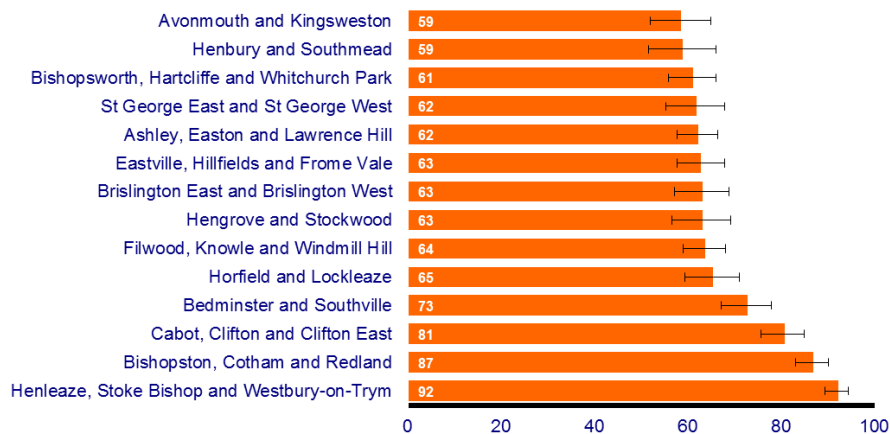 Avonmouth and Kingsweston 59
Henbury and Southmead 59
Bishopsworth, Hartcliffe and Whitchurch Park 61
St George East and St George West 62
Ashley, Easton and Lawrence Hill 62
Eastville, Hillfields and Frome Vale 63
Brislington East and Brislington West 63
Hengrove and Stockwood 63
Filwood, Knowle and Windmill Hill 64
Horfield and Lockleaze 65
Bedminster and Southville 73
Cabot, Clifton and Clifton East 81
Bishopston, Cotham and Redland 87
Henleaze, Stoke Bishop and Westbury-on-Trym 92
0 20 40 60 80 100